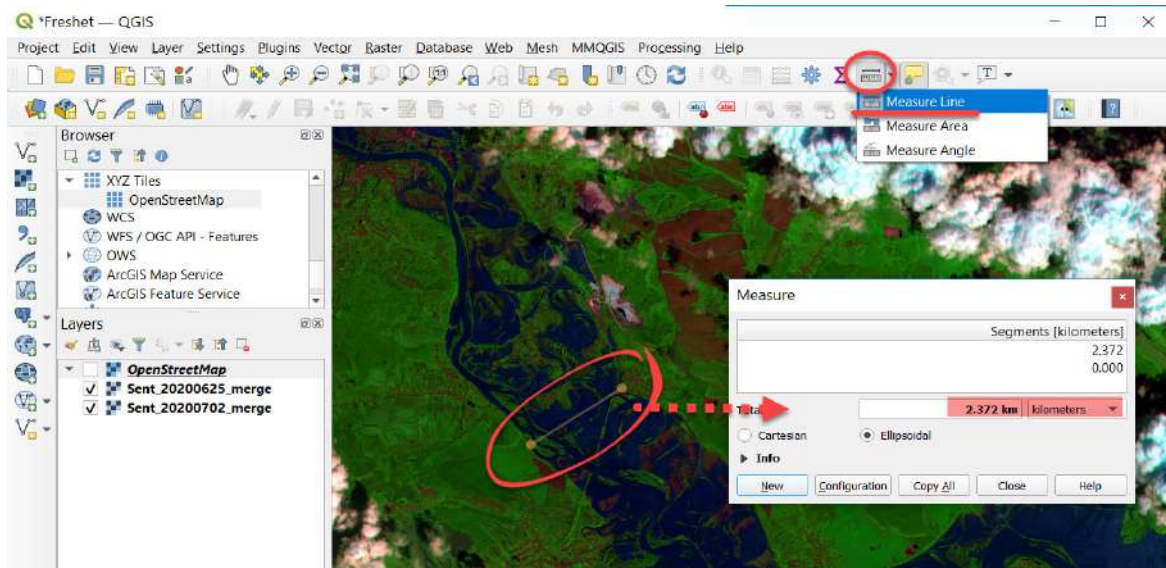 *Freshet — QGIS
Project Edit View Layer Settings Plugins Vector Raster Database Web Mesh MMQGIS Processing Help
Measure Line
Measure Area
Measure Angle
Browser
XYZ Tiles
OpenStreetMap
WCS
WFS / OGC API - Features
OWS
ArcGIS Map Service
ArcGIS Feature Service
Layers
OpenStreetMap
Sent_20200625_merge
Sent_20200702_merge
Measure
Segments [kilometers]
2.372
0.000
2.372 km kilometers
Cartesian Ellipsoidal
Info
New Configuration Copy All Close Help